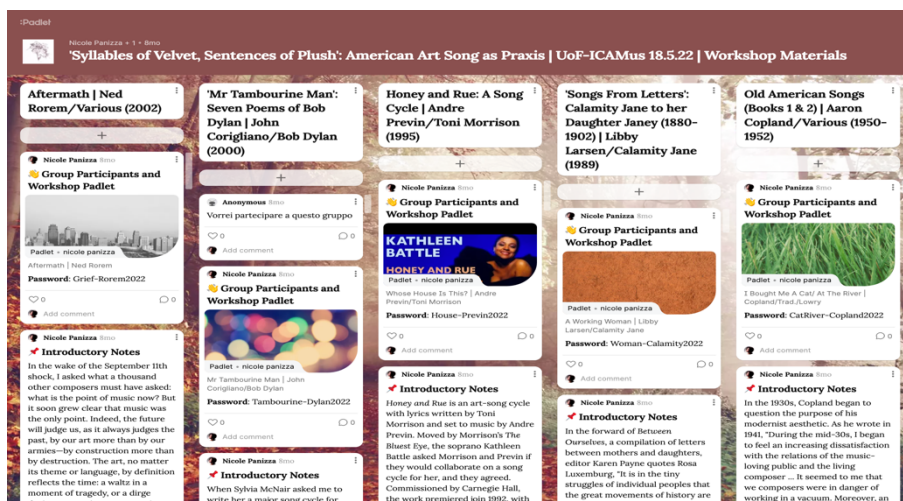 :Padlet
Nicole Panizza + 1 • 8mo
'Syllables of Velvet, Sentences of Plush': American Art Song as Praxis | UoF-ICAMus 18.5.22 | Workshop Materials
Aftermath | Ned
Rorem/Various (2002)
+
Nicole Panizza 8mo
👋 Group Participants and
Workshop Padlet
Padlet • nicole panizza
Aftermath | Ned Rorem
Password: Grief-Rorem2022
0
0
Add comment
Nicole Panizza 8mo
📌 Introductory Notes
In the wake of the September 11th
shock, I asked what a thousand
other composers must have asked:
what is the point of music now? But
it soon grew clear that music was
the only point. Indeed, the future
will judge us, as it always judges the
past, by our art more than by our
armies—by construction more than
by destruction. The art, no matter
its theme or language, by definition
reflects the time: a waltz in a
moment of tragedy, or a dirge
'Mr Tambourine Man':
Seven Poems of Bob
Dylan | John
Corigliano/Bob Dylan
(2000)
+
Anonymous 8mo
Vorrei partecipare a questo gruppo
0
0
Add comment
Nicole Panizza 8mo
👋 Group Participants and
Workshop Padlet
Padlet • nicole panizza
Mr Tambourine Man | John
Corigliano/Bob Dylan
Password: Tambourine-Dylan2022
0
0
Add comment
Nicole Panizza 8mo
📌 Introductory Notes
When Sylvia McNair asked me to
write her a major song cycle for
Honey and Rue: A Song
Cycle | Andre
Previn/Toni Morrison
(1995)
+
Nicole Panizza 8mo
👋 Group Participants and
Workshop Padlet
KATHLEEN
BATTLE
HONEY AND RUE
Padlet • nicole panizza
Whose House Is This? | Andre
Previn/Toni Morrison
Password: House-Previn2022
0
0
Add comment
Nicole Panizza 8mo
📌 Introductory Notes
Honey and Rue is an art-song cycle
with lyrics written by Toni
Morrison and set to music by Andre
Previn. Moved by Morrison's The
Bluest Eye, the soprano Kathleen
Battle asked Morrison and Previn if
they would collaborate on a song
cycle for her, and they agreed.
Commissioned by Carnegie Hall,
the work premiered join 1992, with
'Songs From Letters':
Calamity Jane to her
Daughter Janey (1880-
1902) | Libby
Larsen/Calamity Jane
(1989)
+
Nicole Panizza 8mo
👋 Group Participants and
Workshop Padlet
Padlet • nicole panizza
A Working Woman | Libby
Larsen/Calamity Jane
Password: Woman-Calamity2022
0
0
Add comment
Nicole Panizza 8mo
📌 Introductory Notes
In the forward of Between
Ourselves, a compilation of letters
between mothers and daughters,
editor Karen Payne quotes Rosa
Luxemburg, "It is in the tiny
struggles of individual peoples that
the great movements of history are
Old American Songs
(Books 1 & 2) | Aaron
Copland/Various (1950-
1952)
+
Nicole Panizza 8mo
👋 Group Participants and
Workshop Padlet
Padlet • nicole panizza
I Bought Me A Cat/ At The River |
Copland/Trad./Lowry
Password: CatRiver-Copland2022
0
0
Add comment
Nicole Panizza 8mo
📌 Introductory Notes
In the 1930s, Copland began to
question the purpose of his
modernist aesthetic. As he wrote in
1941, "During the mid-30s, I began
to feel an increasing dissatisfaction
with the relations of the music-
loving public and the living
composer ... It seemed to me that
we composers were in danger of
working in a vacuum. Moreover, an